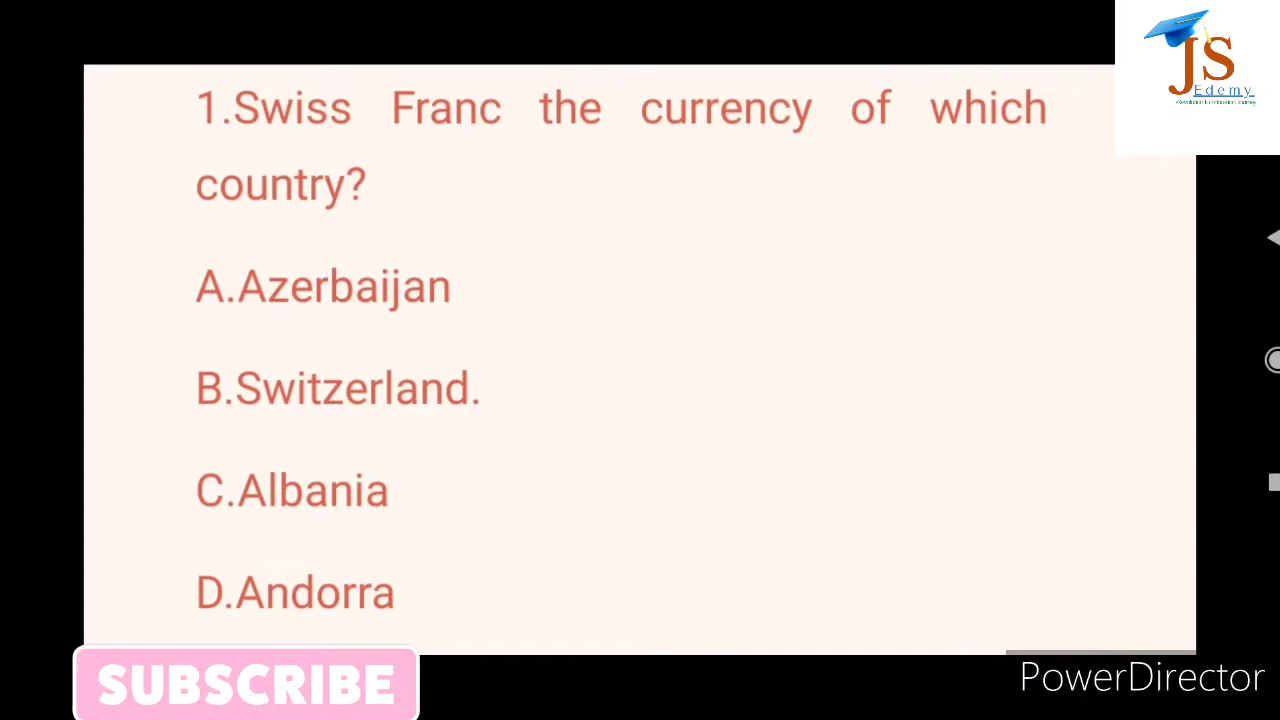 JS
Edemy
1.Swiss Franc the currency of which
country?
A.Azerbaijan
B.Switzerland.
C.Albania
D.Andorra
SUBSCRIBE
PowerDirector